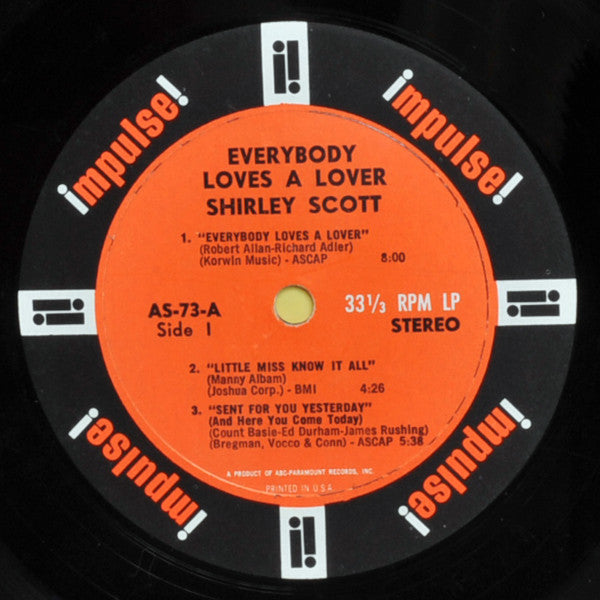 impulse!
impulse!
EVERYBODY
LOVES A LOVER
SHIRLEY SCOTT
1. "EVERYBODY LOVES A LOVER"
(Robert Allan-Richard Adler)
(Korwin Music) - ASCAP 8:00
AS-73-A 33 1/3 RPM LP
Side 1 STEREO
2. "LITTLE MISS KNOW IT ALL"
(Manny Albam)
(Joshua Corp.) - BMI 4:26
3. "SENT FOR YOU YESTERDAY"
(And Here You Come Today)
(Count Basie-Ed Durham-James Rushing)
(Bregman, Vocco & Conn) - ASCAP 5:38
A PRODUCT OF ABC-PARAMOUNT RECORDS, INC.
PRINTED IN U.S.A.
impulse!
impulse!
i!
i!
i!
i!